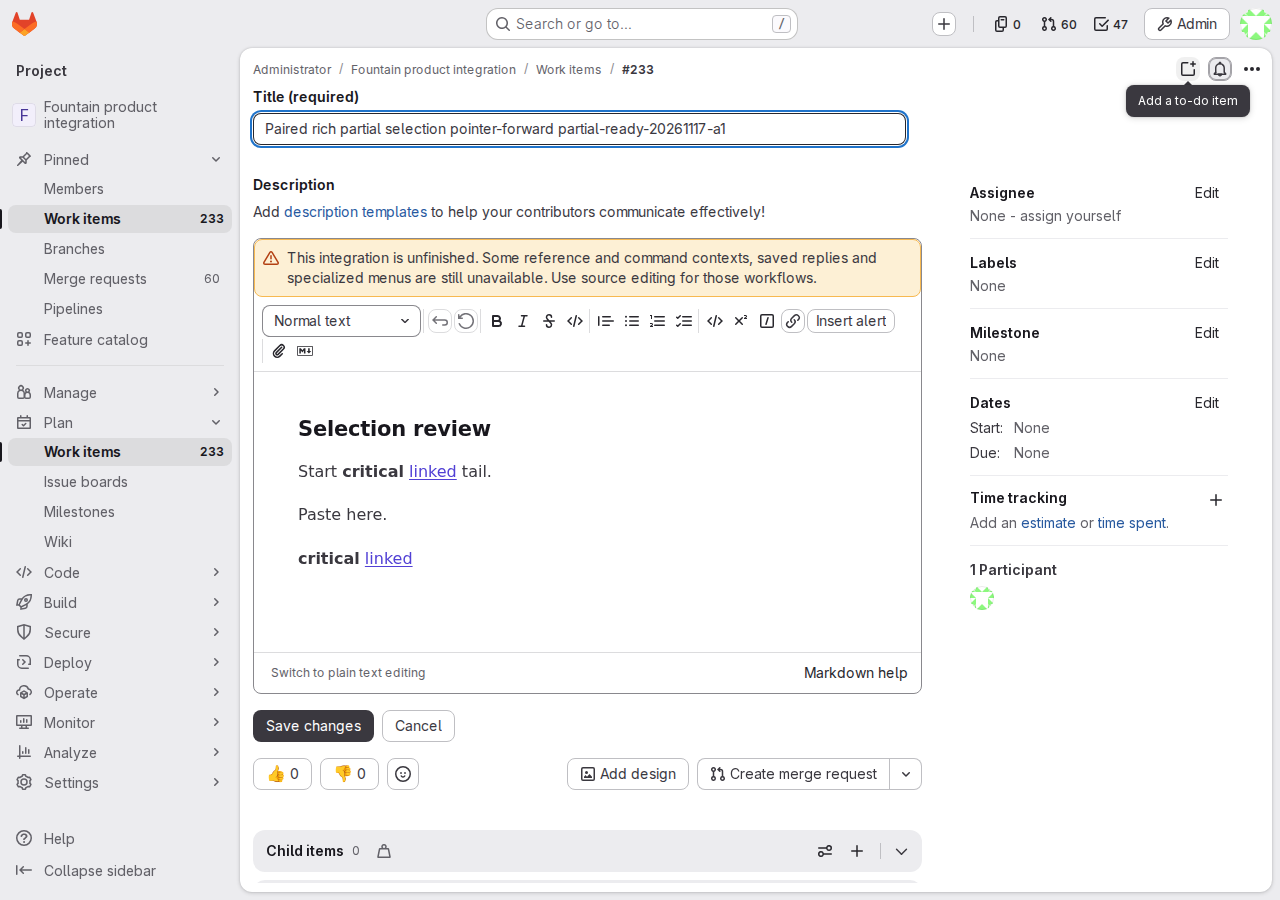 Search or go to...
/
0
60
47
Admin
Project
F
Fountain product integration
Pinned
Members
Work items
233
Branches
Merge requests
60
Pipelines
Feature catalog
Manage
Plan
Work items
233
Issue boards
Milestones
Wiki
Code
Build
Secure
Deploy
Operate
Monitor
Analyze
Settings
Help
Collapse sidebar
Administrator / Fountain product integration / Work items / #233
Add a to-do item
Title (required)
Paired rich partial selection pointer-forward partial-ready-20261117-a1
Description
Add description templates to help your contributors communicate effectively!
This integration is unfinished. Some reference and command contexts, saved replies and
specialized menus are still unavailable. Use source editing for those workflows.
Normal text
Insert alert
Selection review
Start critical linked tail.
Paste here.
critical linked
Switch to plain text editing
Markdown help
Save changes
Cancel
👍 0
👎 0
Add design
Create merge request
Child items 0
Assignee
Edit
None - assign yourself
Labels
Edit
None
Milestone
Edit
None
Dates
Edit
Start: None
Due: None
Time tracking
Add an estimate or time spent.
1 Participant